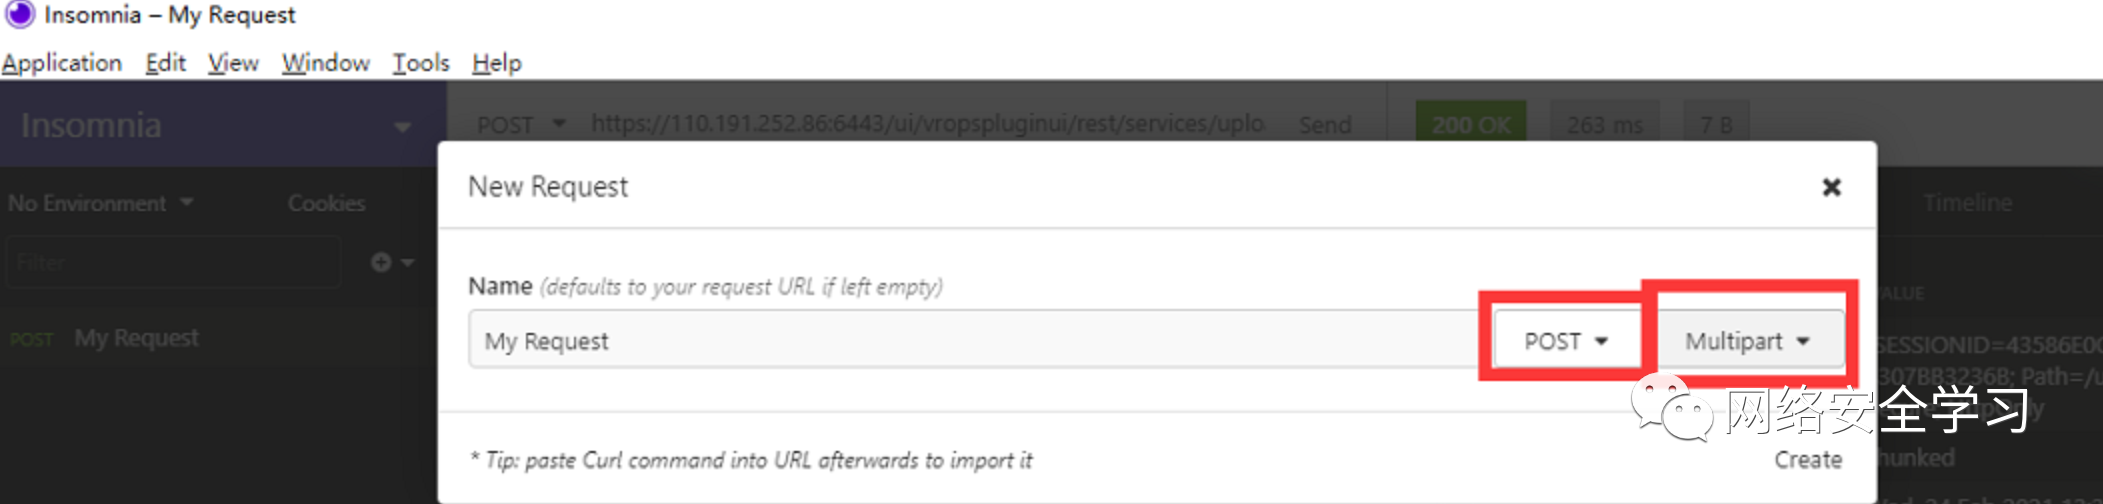 Insomnia – My Request
Application Edit View Window Tools Help
Insomnia
POST https://110.191.252.86:6443/ui/vropspluginui/rest/services/uplo Send 200 OK 263 ms 7 B
New Request
No Environment Cookies
Timeline
Filter
Name (defaults to your request URL if left empty)
POST My Request
My Request POST Multipart
SESSIONID=43586E0
307BB3236B; Path=/u
网络安全学习
* Tip: paste Curl command into URL afterwards to import it
Create
hunked